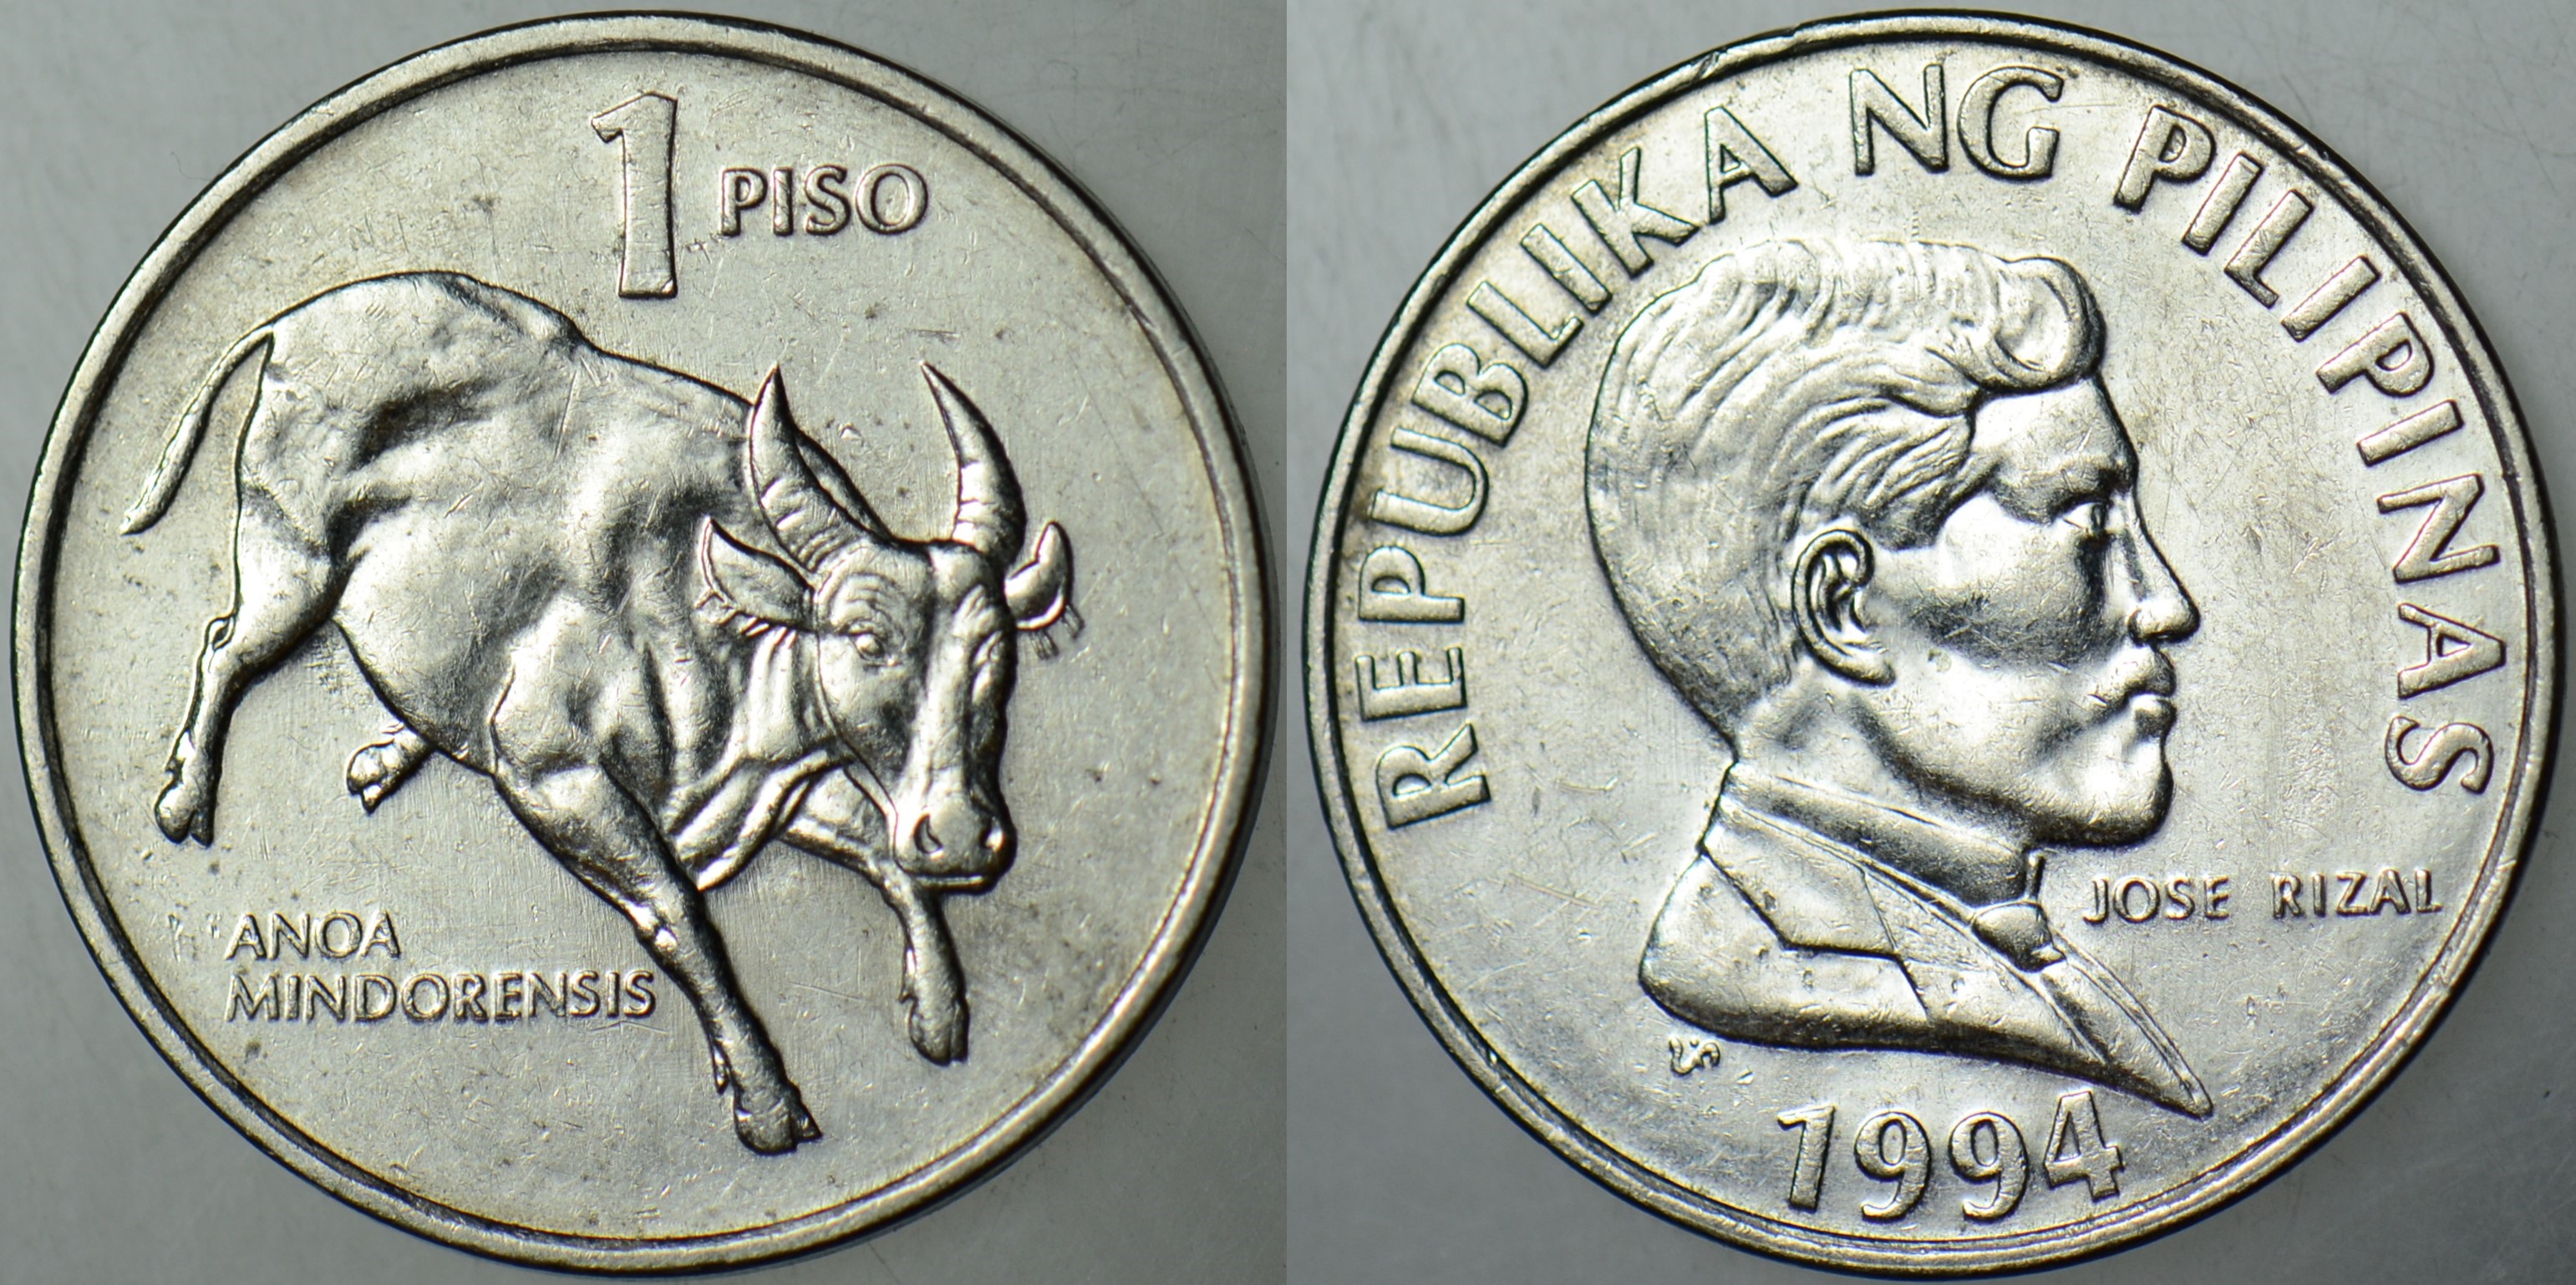 1 PISO
ANOA
MINDORENSIS
REPUBLIKA NG PILIPINAS
JOSE RIZAL
1994